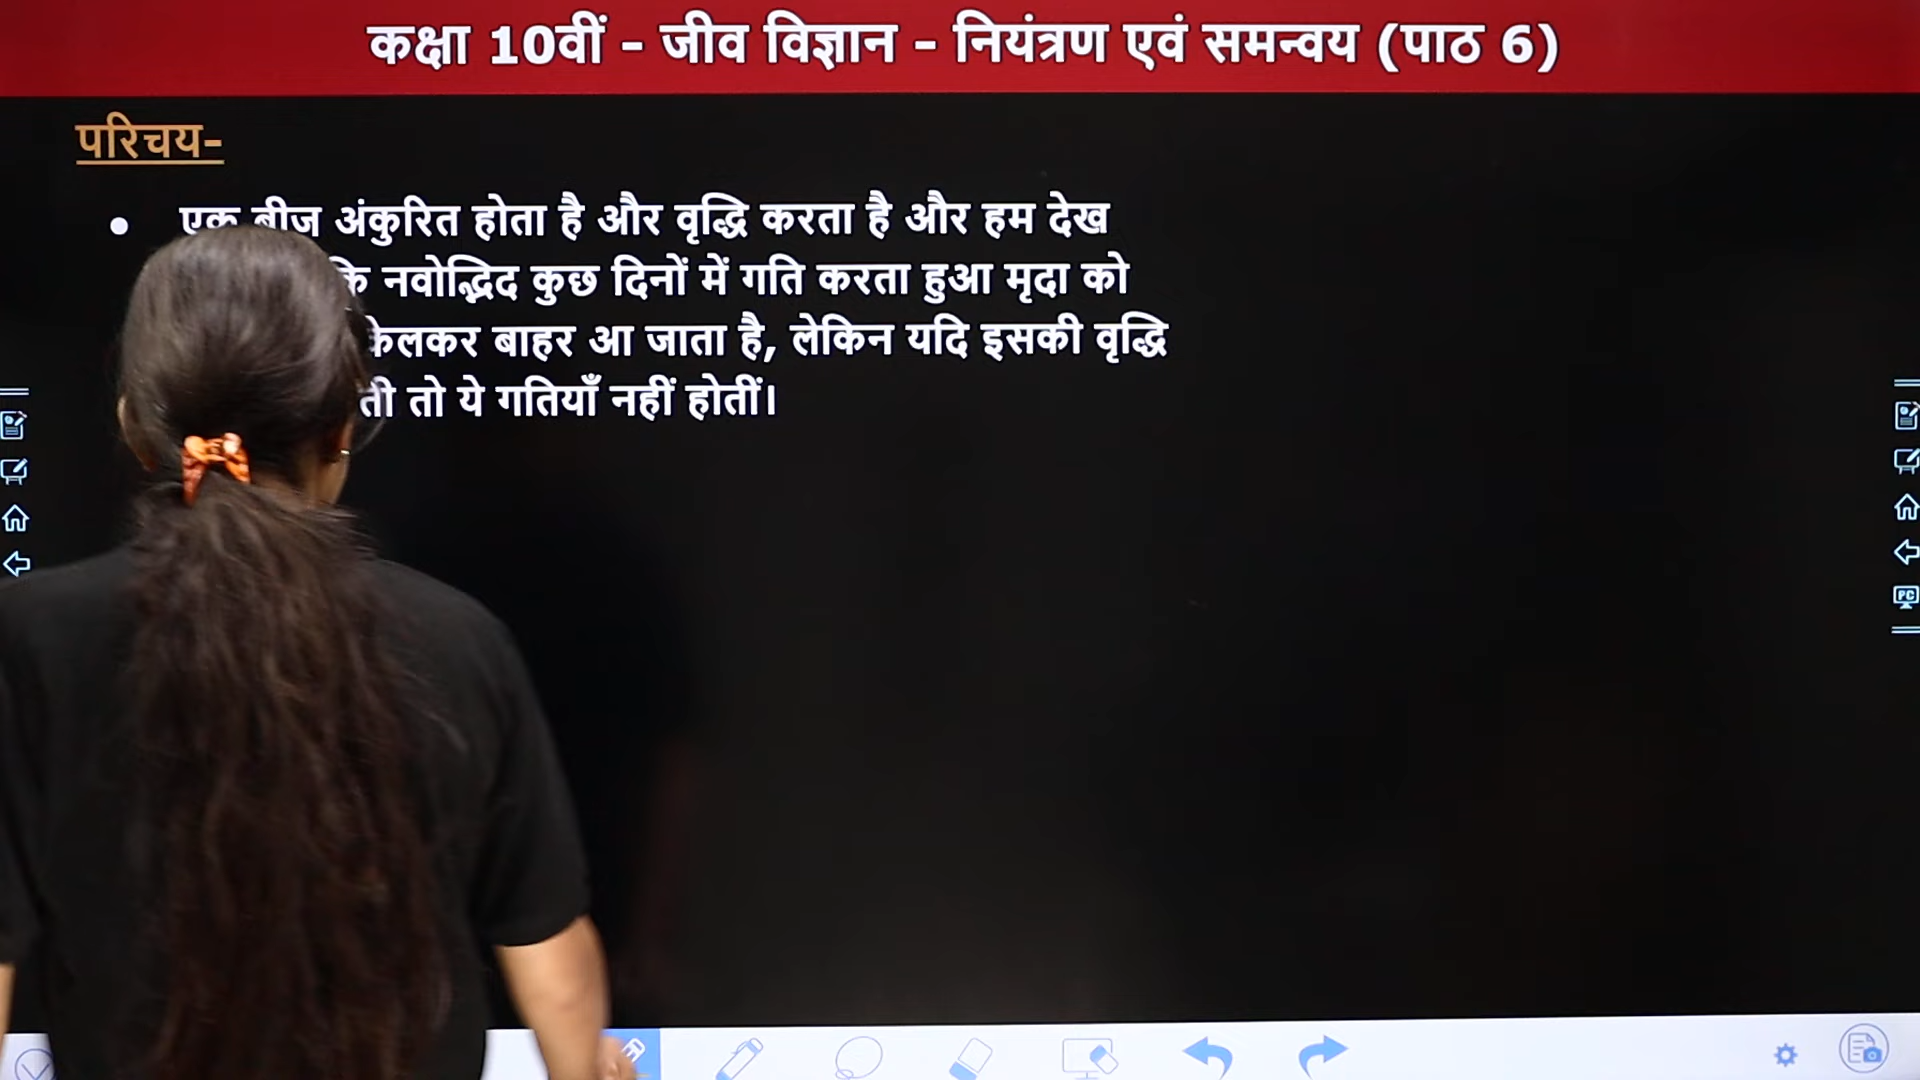 कक्षा 10वीं - जीव विज्ञान - नियंत्रण एवं समन्वय (पाठ 6)
परिचय-
• एक बीज अंकुरित होता है और वृद्धि करता है और हम देख
कि नवोद्भिद कुछ दिनों में गति करता हुआ मृदा को
बाहर आ जाता है, लेकिन यदि इसकी वृद्धि
तो ये गतियाँ नहीं होतीं।
PC